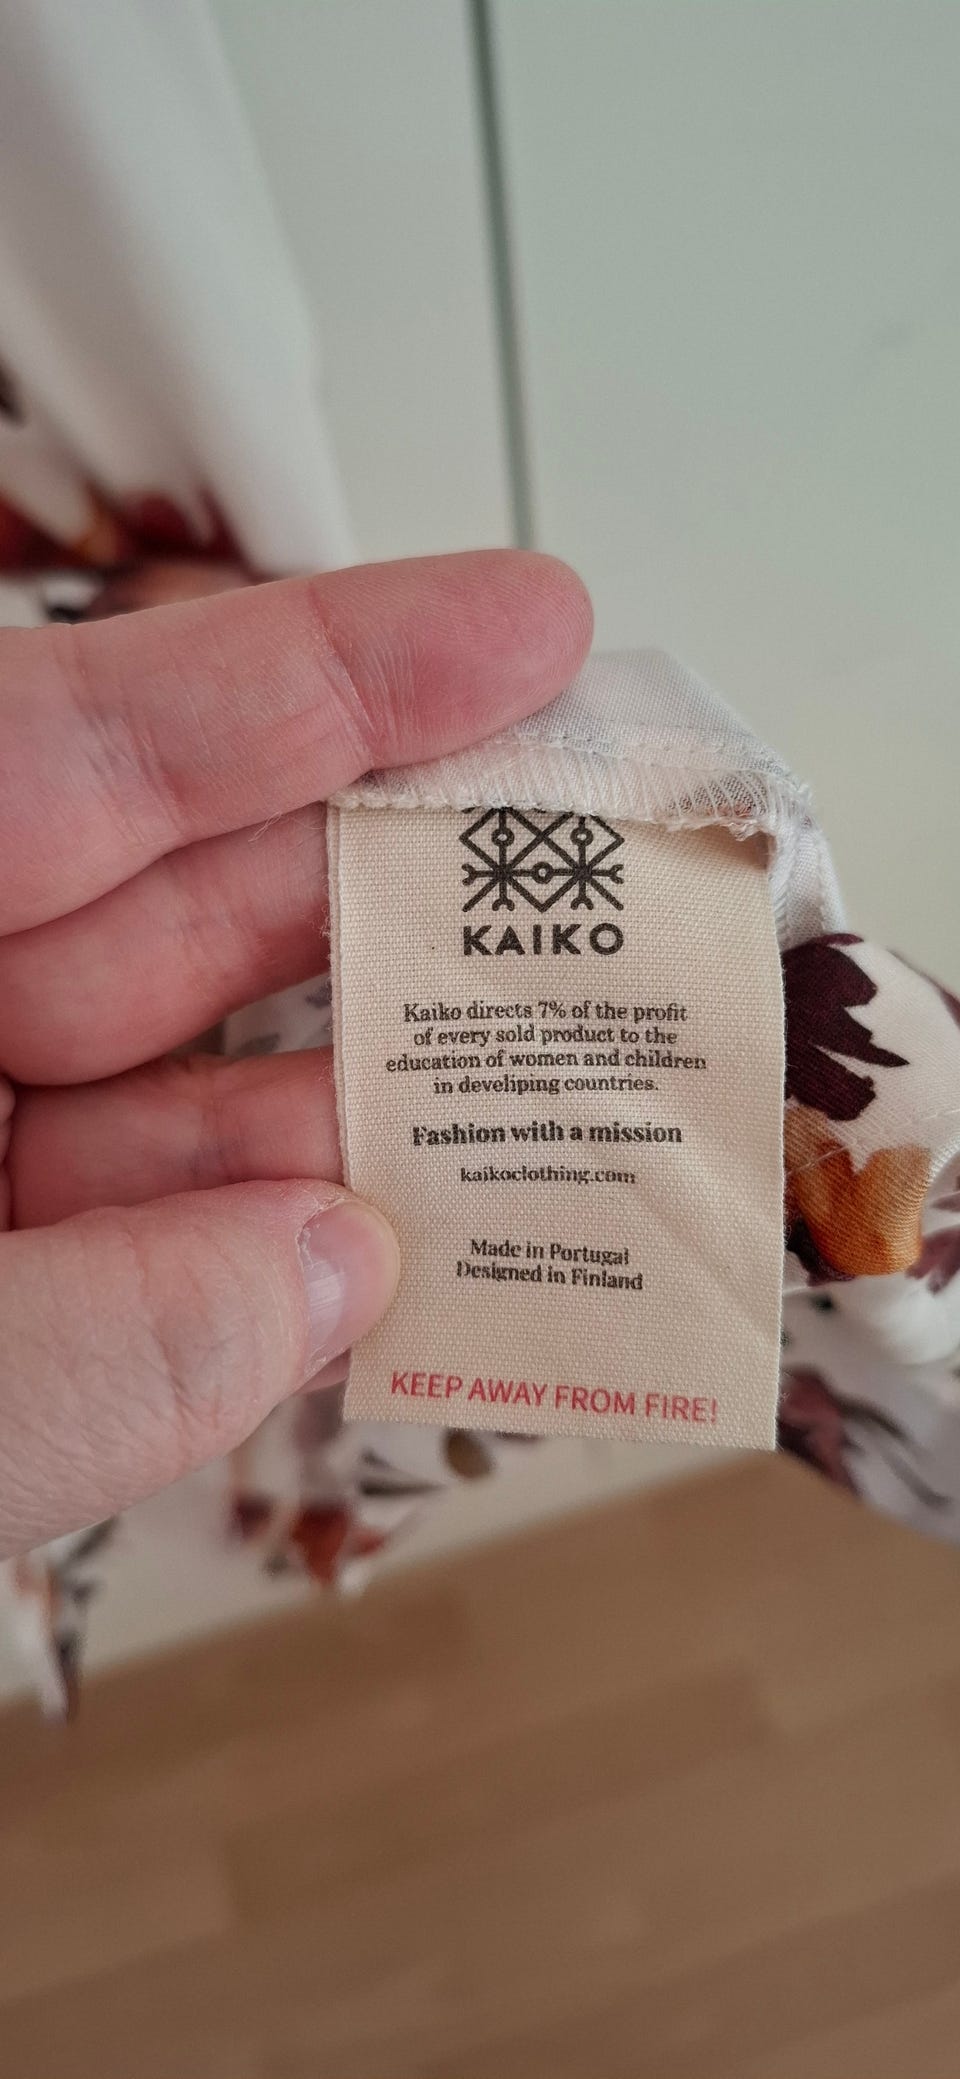 KAIKO
Kaiko directs 7% of the profit
of every sold product to the
education of women and children
in develiping countries.
Fashion with a mission
kaikoclothing.com
Made in Portugal
Designed in Finland
KEEP AWAY FROM FIRE!